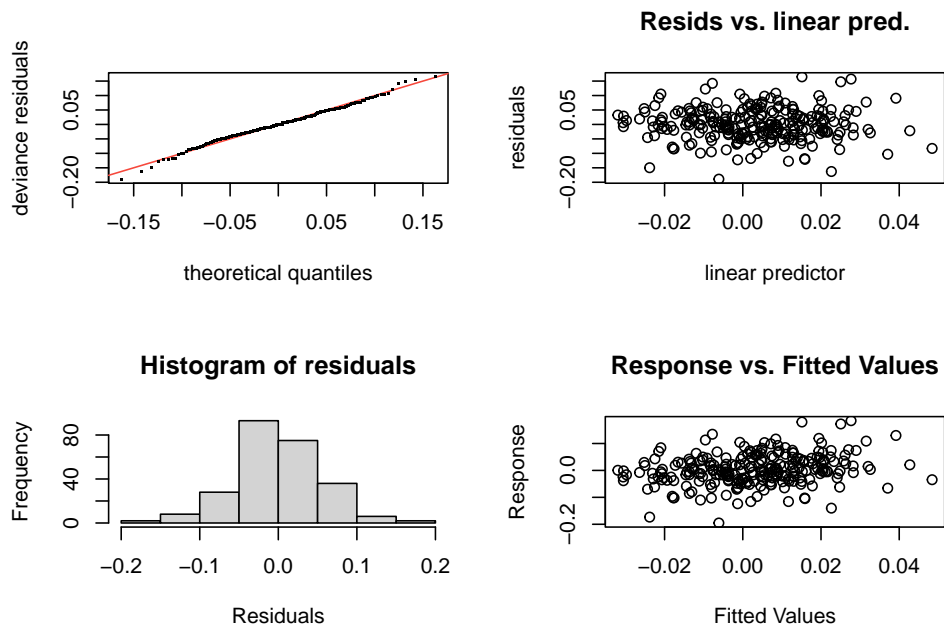 deviance residuals
−0.20
0.05
−0.15
−0.05
0.05
0.15
theoretical quantiles
Resids vs. linear pred.
residuals
−0.20
0.05
−0.02
0.00
0.02
0.04
linear predictor
Histogram of residuals
Frequency
0
40
80
−0.2
−0.1
0.0
0.1
0.2
Residuals
Response vs. Fitted Values
Response
−0.2
0.0
−0.02
0.00
0.02
0.04
Fitted Values